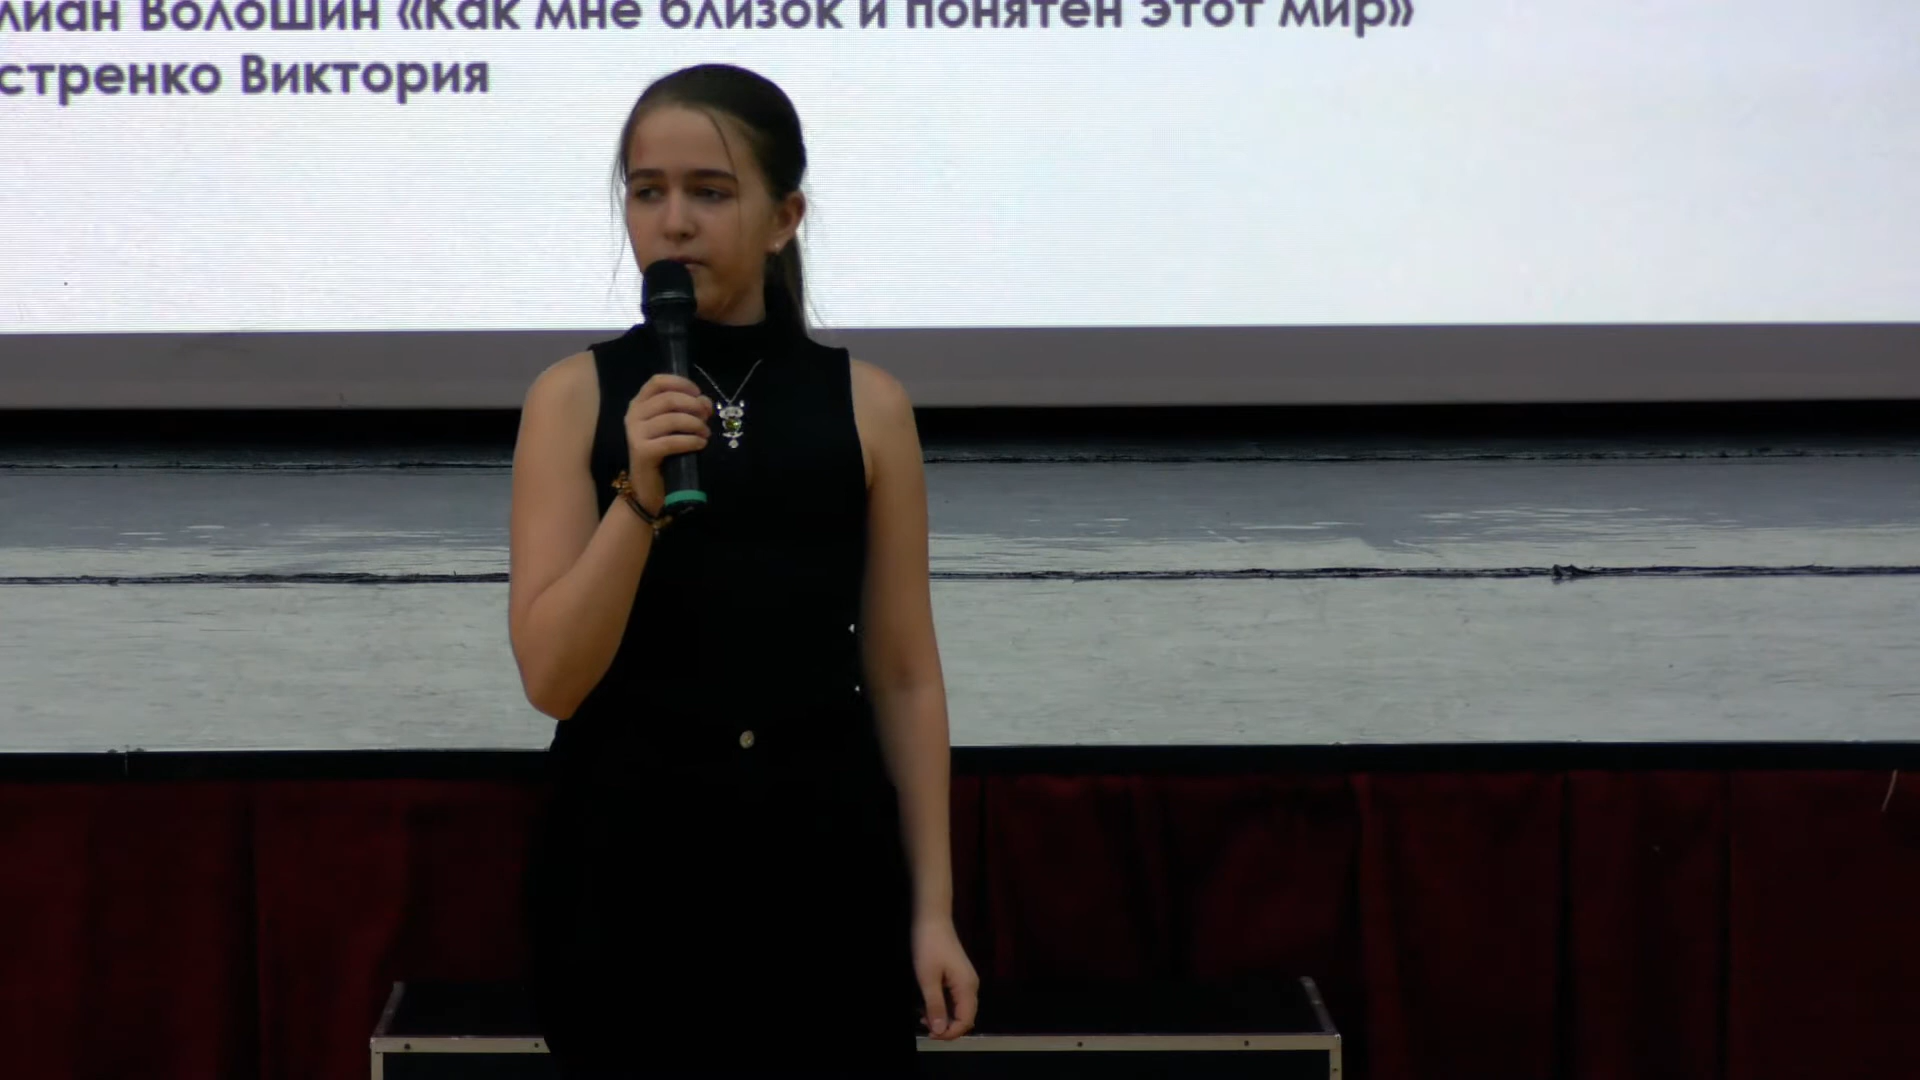 лиан Волошин «Как мне близок и понятен этот мир»
стренко Виктория